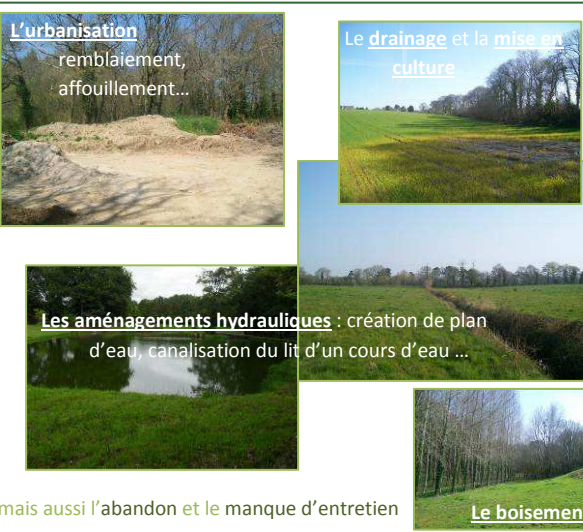 L'urbanisation
remblaiement,
affouillement…
Le drainage et la mise en
culture
Les aménagements hydrauliques : création de plan
d'eau, canalisation du lit d'un cours d'eau …
mais aussi l'abandon et le manque d'entretien
Le boisemen